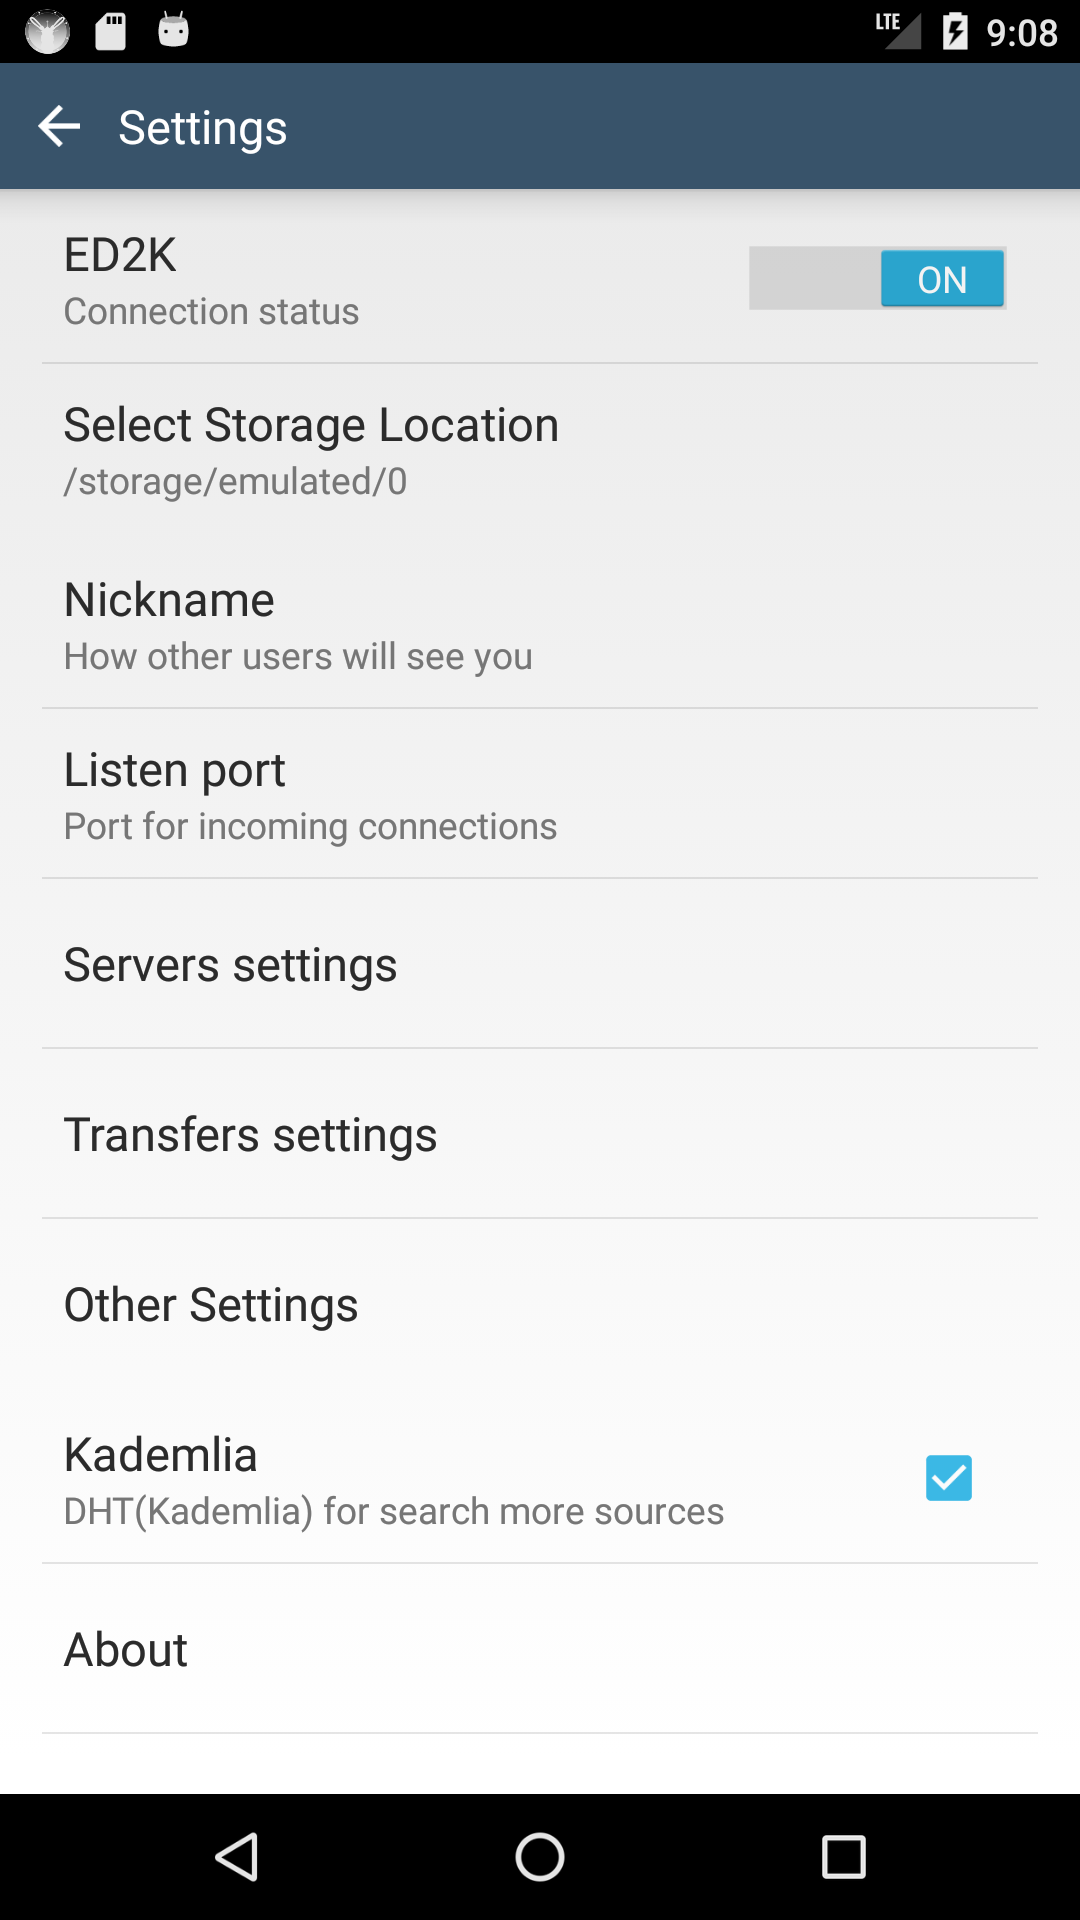 LTE 9:08
Settings
ED2K
Connection status
ON
Select Storage Location
/storage/emulated/0
Nickname
How other users will see you
Listen port
Port for incoming connections
Servers settings
Transfers settings
Other Settings
Kademlia
DHT(Kademlia) for search more sources
About